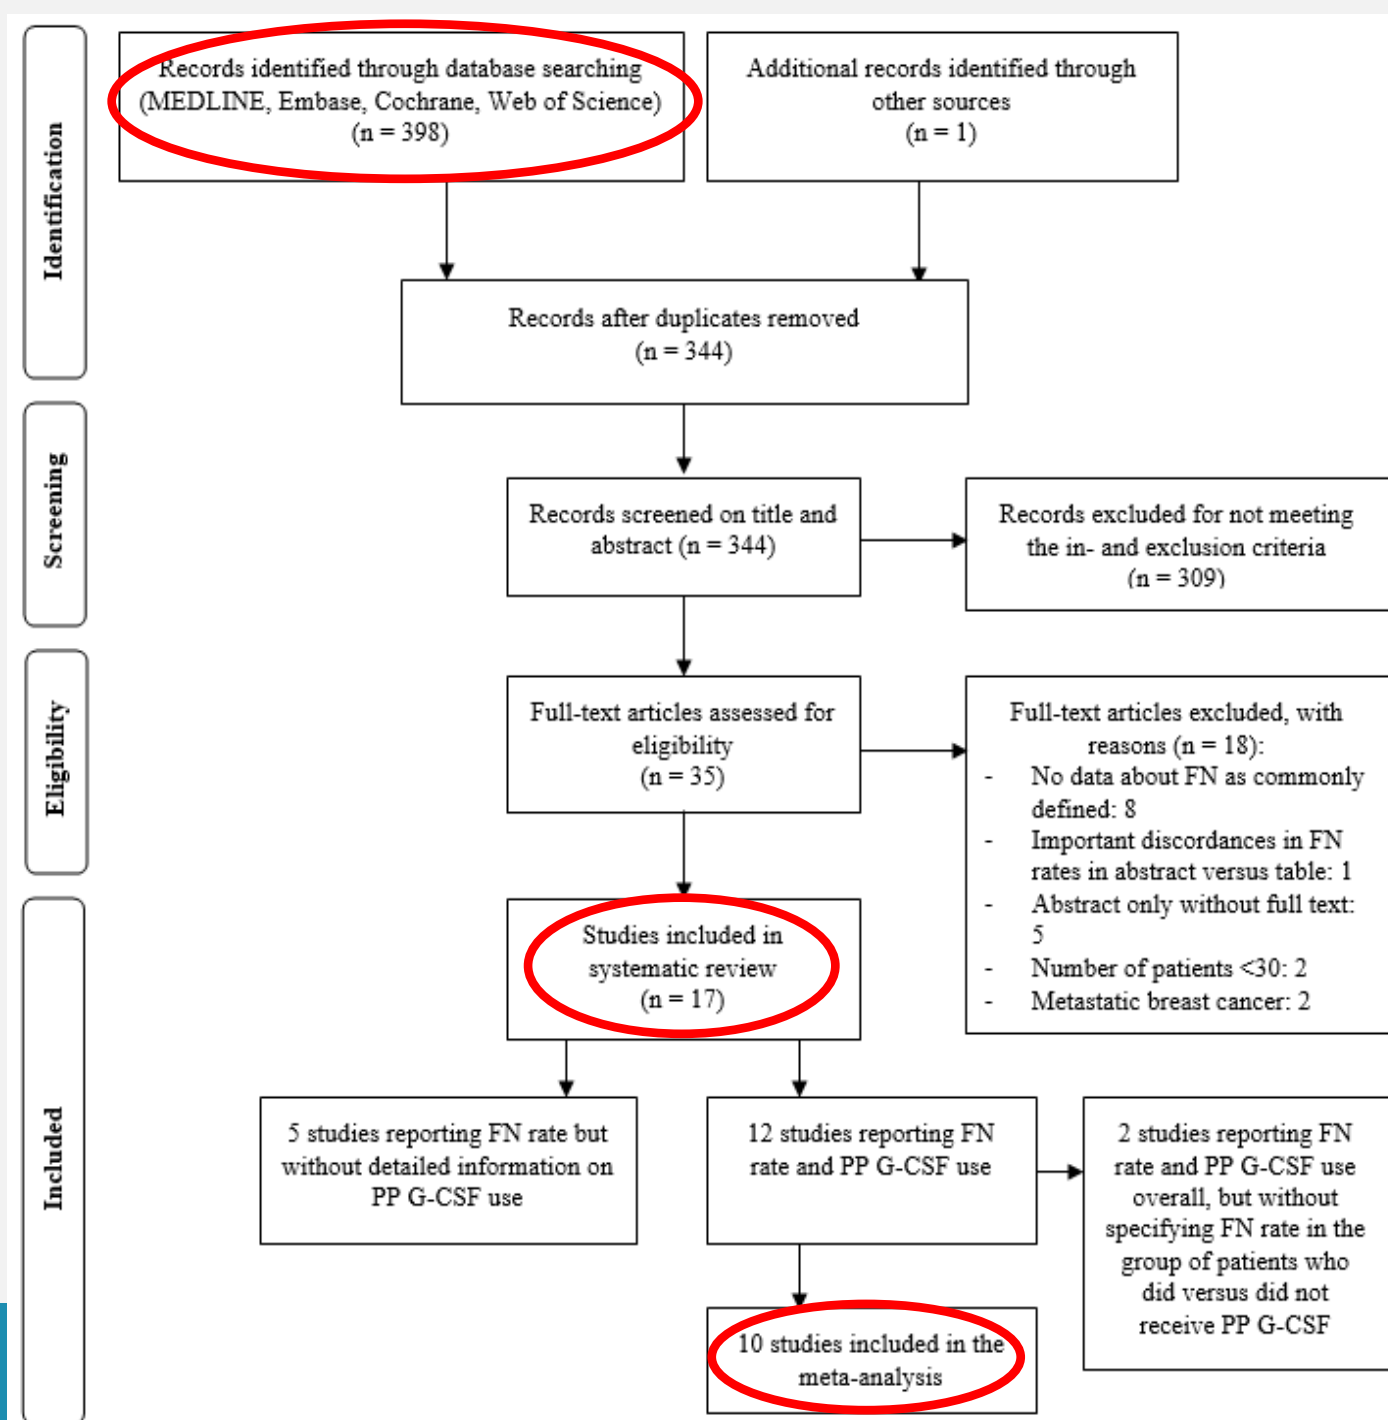 Identification
Records identified through database searching
(MEDLINE, Embase, Cochrane, Web of Science)
(n = 398)
Additional records identified through
other sources
(n = 1)
Records after duplicates removed
(n = 344)
Screening
Records screened on title and
abstract (n = 344)
Records excluded for not meeting
the in- and exclusion criteria
(n = 309)
Eligibility
Full-text articles assessed for
eligibility
(n = 35)
Full-text articles excluded, with
reasons (n = 18):
- No data about FN as commonly
defined: 8
- Important discordances in FN
rates in abstract versus table: 1
- Abstract only without full text:
5
- Number of patients <30: 2
- Metastatic breast cancer: 2
Included
Studies included in
systematic review
(n = 17)
5 studies reporting FN rate but
without detailed information on
PP G-CSF use
12 studies reporting FN
rate and PP G-CSF use
2 studies reporting FN
rate and PP G-CSF use
overall, but without
specifying FN rate in the
group of patients who
did versus did not
receive PP G-CSF
10 studies included in the
meta-analysis